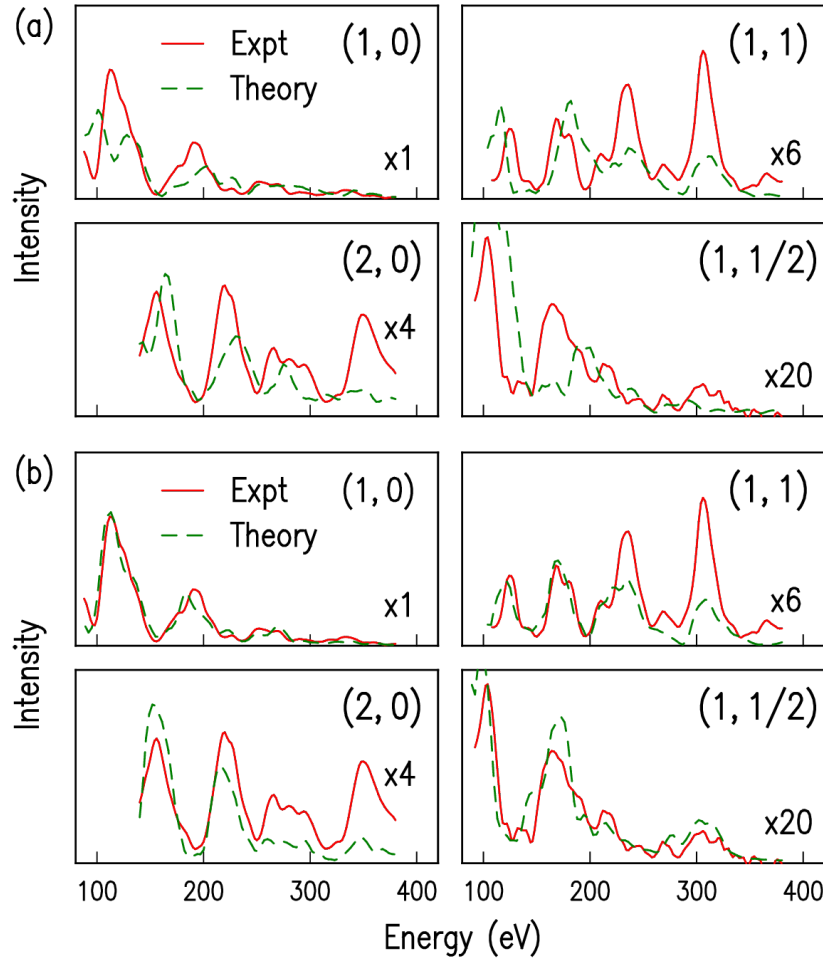 (a)
Expt
Theory
(1, 0)
x1
(1, 1)
x6
Intensity
(2, 0)
x4
(1, 1/2)
x20
(b)
Expt
Theory
(1, 0)
x1
(1, 1)
x6
Intensity
(2, 0)
x4
(1, 1/2)
x20
100 200 300 400 100 200 300 400
Energy (eV)